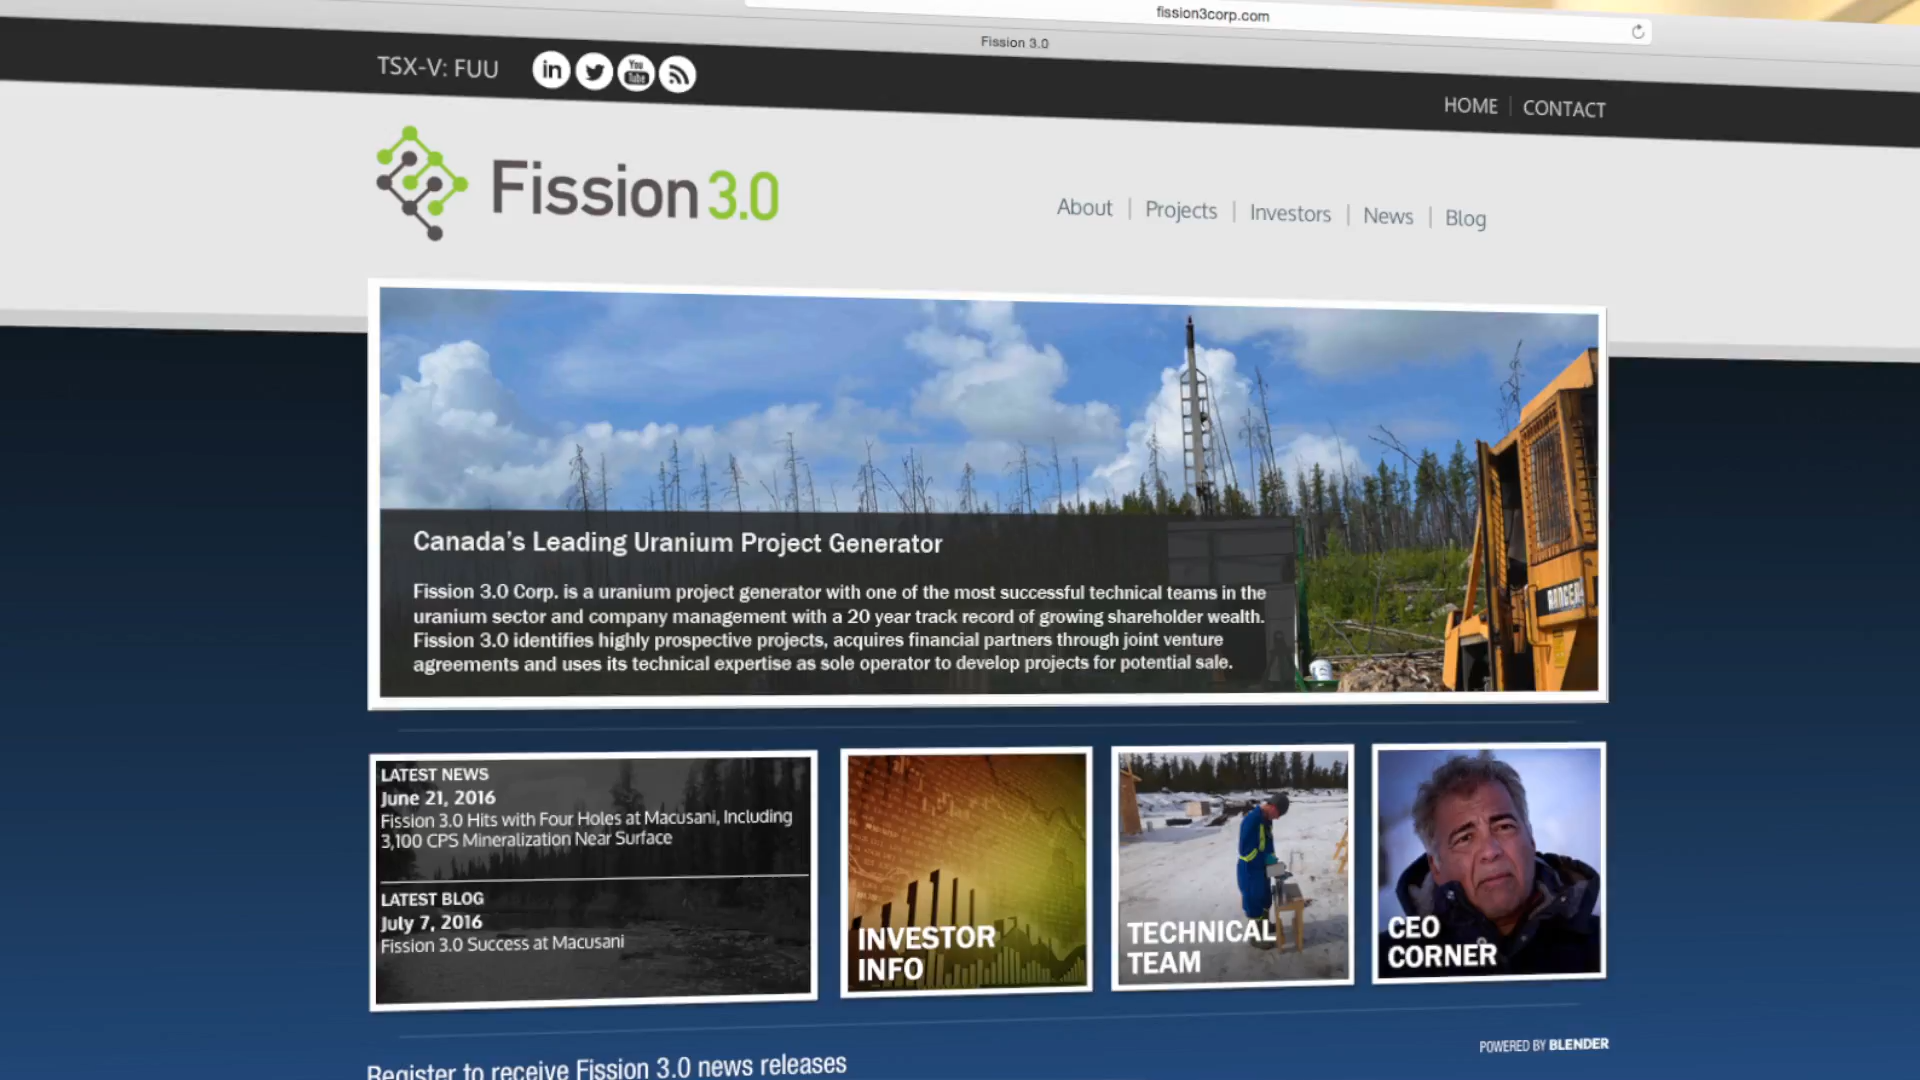 fission3corp.com
Fission 3.0
TSX-V: FUU
in
You
Tube
HOME | CONTACT
Fission 3.0
About | Projects | Investors | News | Blog
RANGER
Canada's Leading Uranium Project Generator
Fission 3.0 Corp. is a uranium project generator with one of the most successful technical teams in the
uranium sector and company management with a 20 year track record of growing shareholder wealth.
Fission 3.0 identifies highly prospective projects, acquires financial partners through joint venture
agreements and uses its technical expertise as sole operator to develop projects for potential sale.
LATEST NEWS
June 21, 2016
Fission 3.0 Hits with Four Holes at Macusani, Including
3,100 CPS Mineralization Near Surface
LATEST BLOG
July 7, 2016
Fission 3.0 Success at Macusani
INVESTOR
INFO
TECHNICAL
TEAM
CEO
CORNER
POWERED BY BLENDER
Register to receive Fission 3.0 news releases